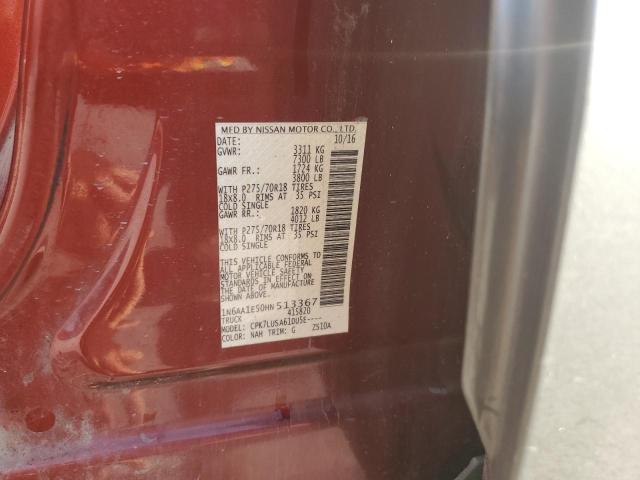 MFD BY NISSAN MOTOR CO., LTD.
DATE: 10/16
GVWR: 3311 KG
7300 LB
GAWR FR.: 1724 KG
3800 LB
WITH P275/70R18 TIRES
18X8.0 RIMS AT 35 PSI
COLD SINGLE
GAWR RR.: 1820 KG
4012 LB
WITH P275/70R18 TIRES
18X8.0 RIMS AT 35 PSI
COLD SINGLE
THIS VEHICLE CONFORMS TO
ALL APPLICABLE FEDERAL
MOTOR VEHICLE SAFETY
STANDARDS IN EFFECT ON
THE DATE OF MANUFACTURE
SHOWN ABOVE.
1N6AA1E50HN513367
TRUCK 415820
MODEL: CPK7LUSA610U5E----
COLOR: NAH TRIM: G ZS10A